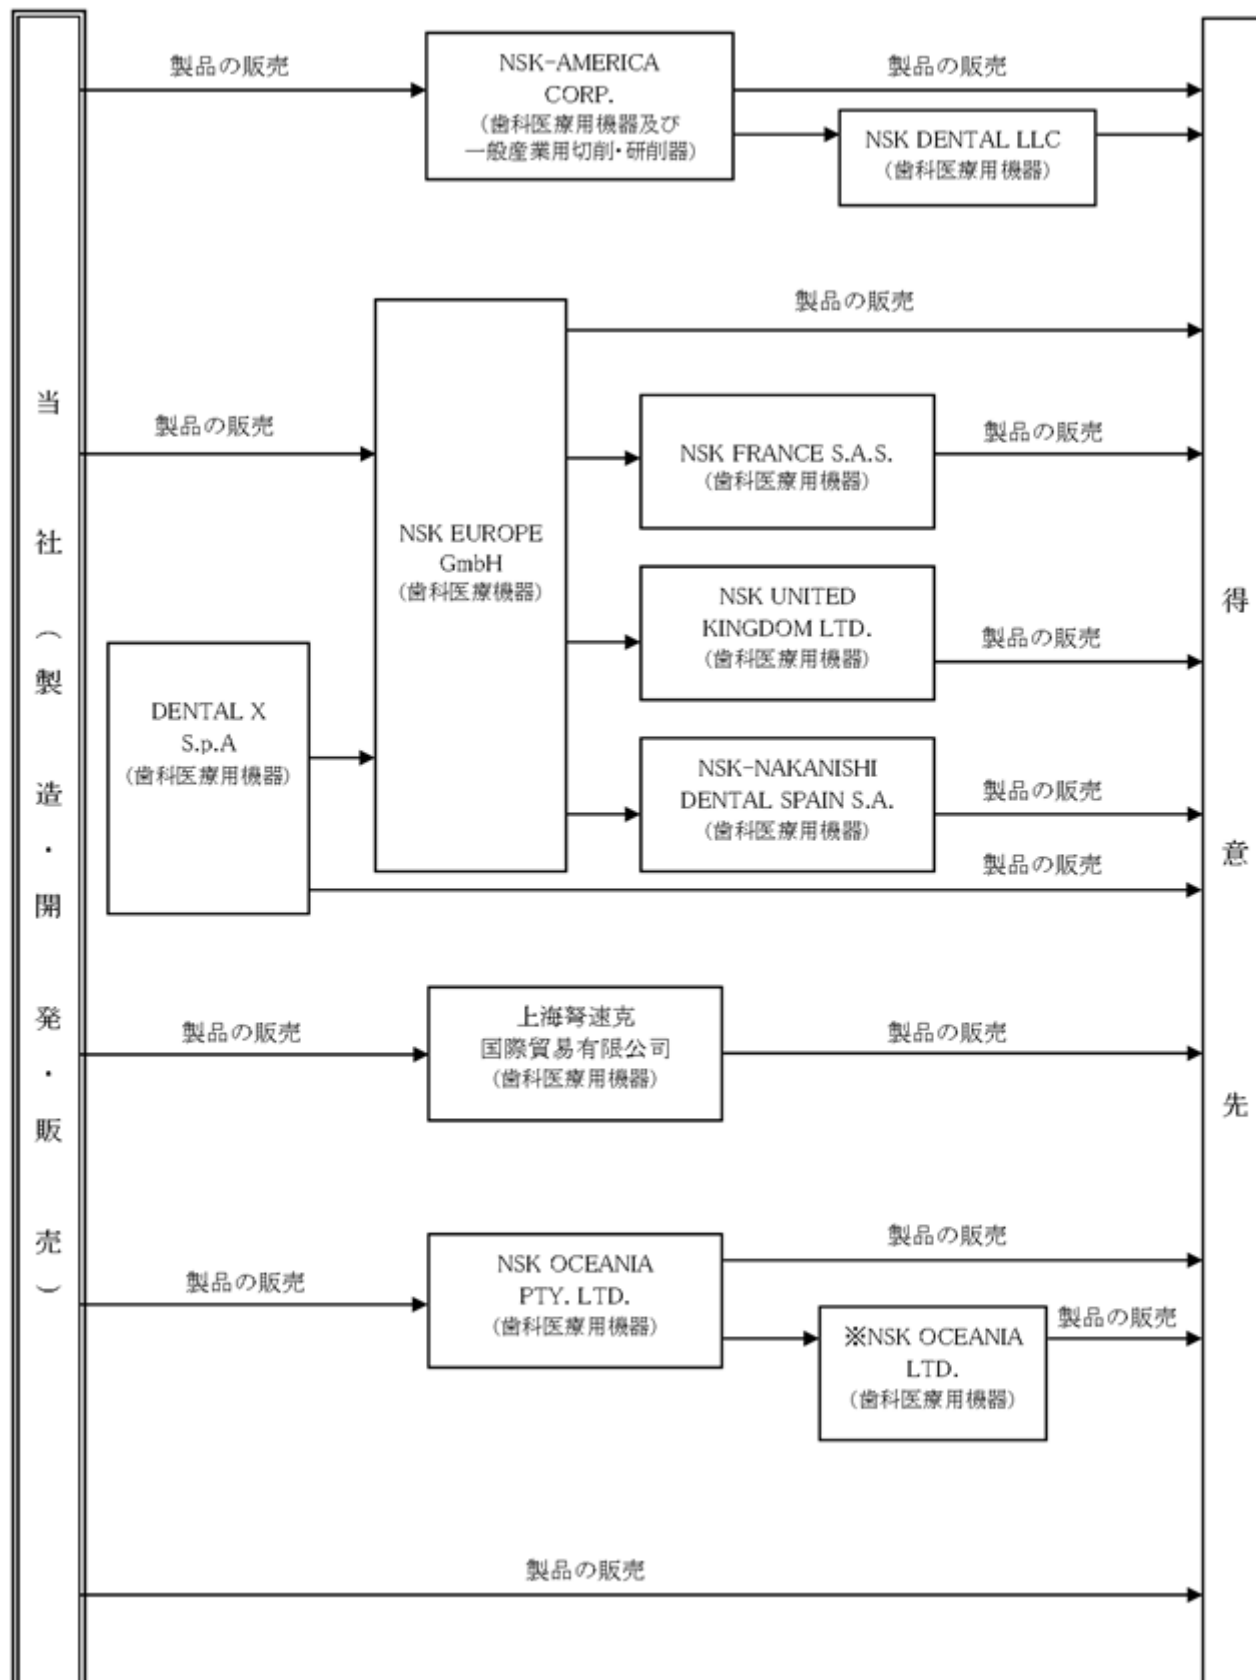 当社(製造・開発・販売)
製品の販売
NSK-AMERICA
CORP.
(歯科医療用機器及び
一般産業用切削・研削器)
製品の販売
NSK DENTAL LLC
(歯科医療用機器)
製品の販売
製品の販売
NSK EUROPE
GmbH
(歯科医療機器)
NSK FRANCE S.A.S.
(歯科医療用機器)
製品の販売
NSK UNITED
KINGDOM LTD.
(歯科医療用機器)
製品の販売
DENTAL X
S.p.A
(歯科医療用機器)
NSK-NAKANISHI
DENTAL SPAIN S.A.
(歯科医療用機器)
製品の販売
製品の販売
製品の販売
上海弩速克
国際貿易有限公司
(歯科医療用機器)
製品の販売
製品の販売
NSK OCEANIA
PTY. LTD.
(歯科医療用機器)
製品の販売
※NSK OCEANIA
LTD.
(歯科医療用機器)
製品の販売
製品の販売
得意先